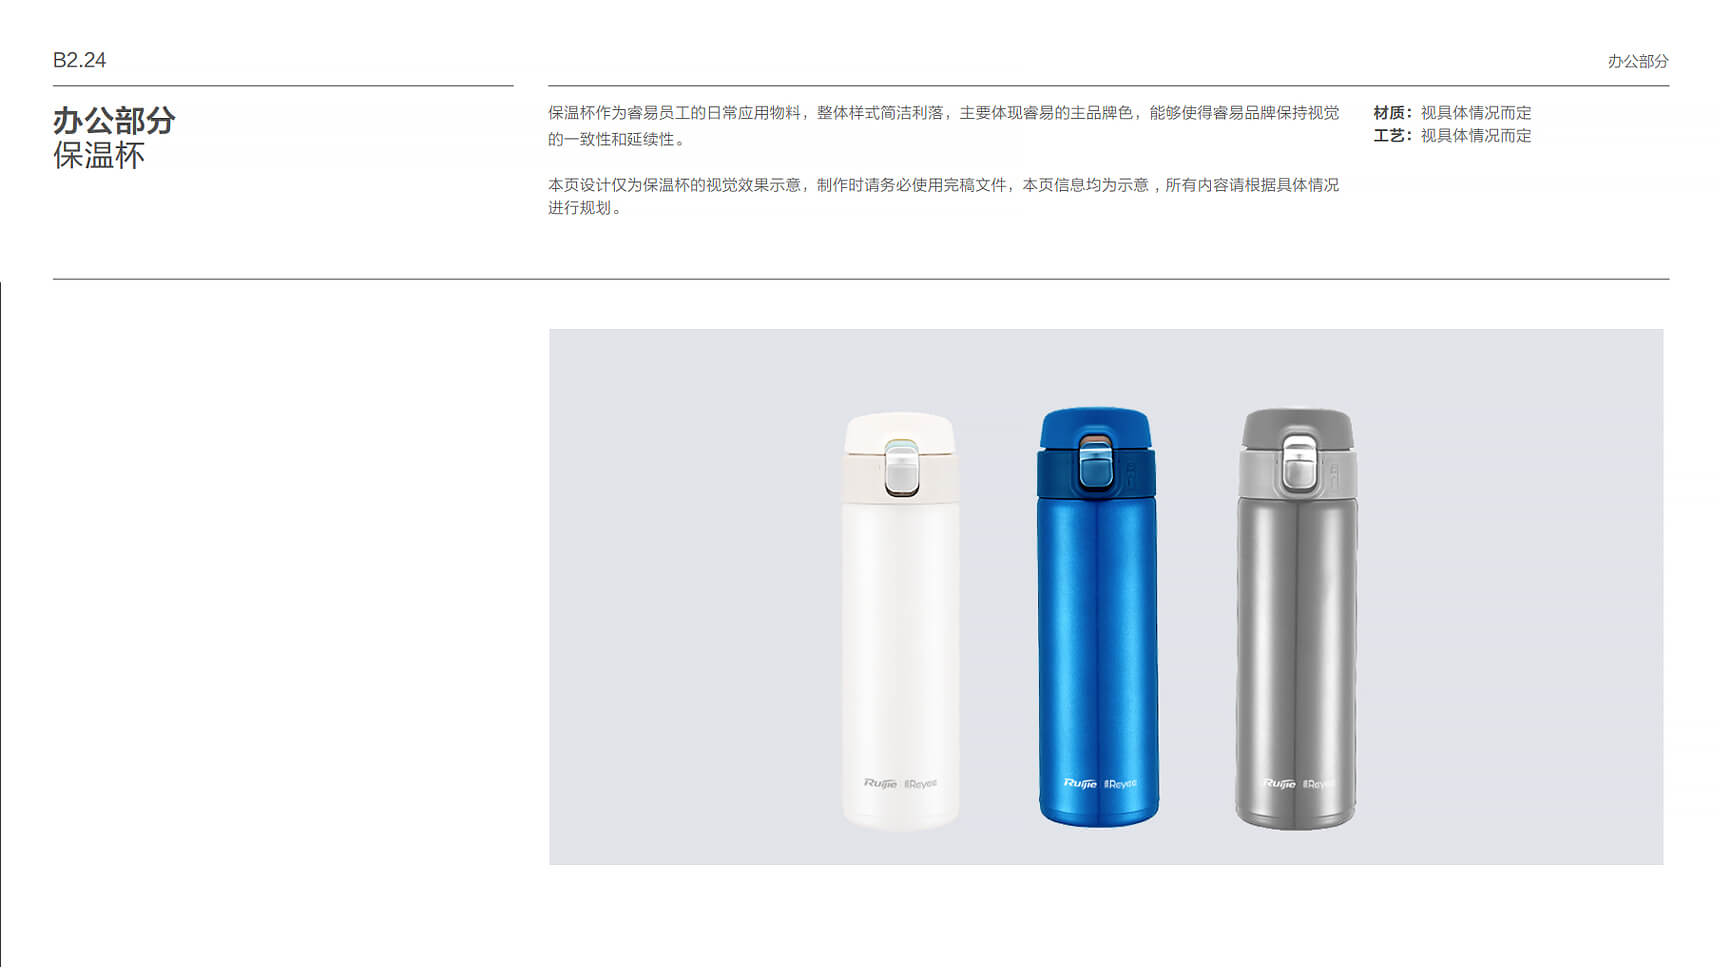 B2.24
办公部分
办公部分
保温杯
保温杯作为睿易员工的日常应用物料，整体样式简洁利落，主要体现睿易的主品牌色，能够使得睿易品牌保持视觉
的一致性和延续性。
本页设计仅为保温杯的视觉效果示意，制作时请务必使用完稿文件，本页信息均为示意，所有内容请根据具体情况
进行规划。
材质：视具体情况而定
工艺：视具体情况而定
Ruijie Reyee
Ruijie Reyee
Ruijie Reyee